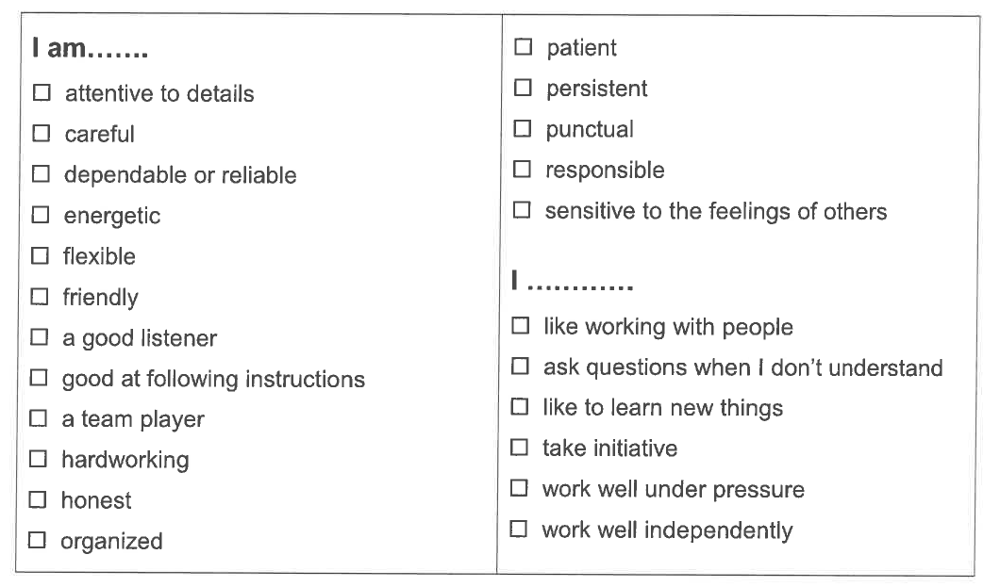 I am.......
☐ attentive to details
☐ careful
☐ dependable or reliable
☐ energetic
☐ flexible
☐ friendly
☐ a good listener
☐ good at following instructions
☐ a team player
☐ hardworking
☐ honest
☐ organized
☐ patient
☐ persistent
☐ punctual
☐ responsible
☐ sensitive to the feelings of others
I ............
☐ like working with people
☐ ask questions when I don't understand
☐ like to learn new things
☐ take initiative
☐ work well under pressure
☐ work well independently